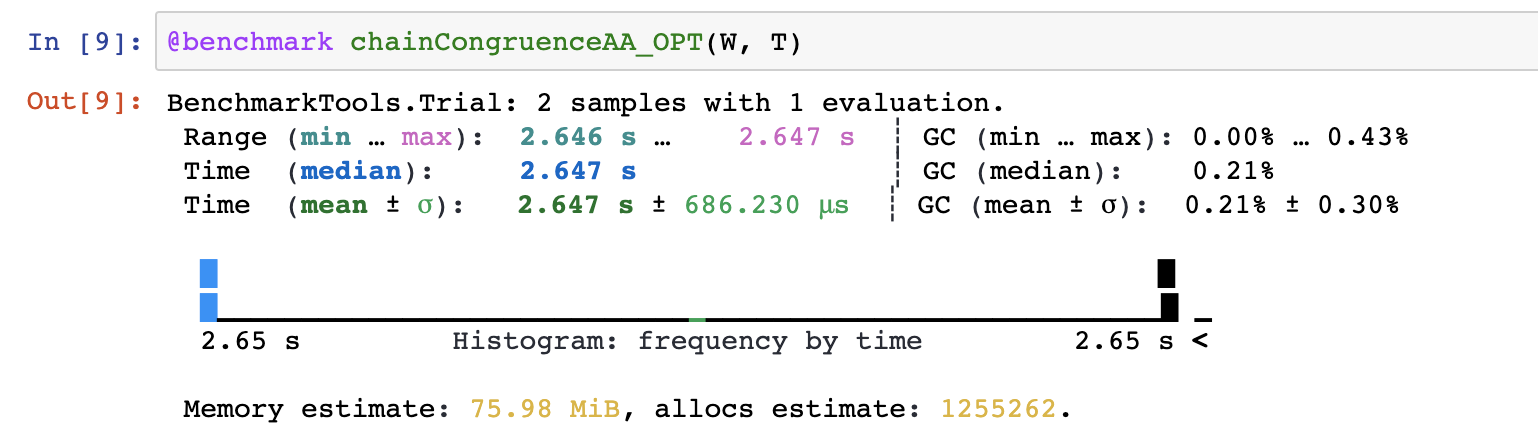 In [9]: @benchmark chainCongruenceAA_OPT(W, T)
Out[9]: BenchmarkTools.Trial: 2 samples with 1 evaluation.
Range (min … max): 2.646 s … 2.647 s ┊ GC (min … max): 0.00% … 0.43%
Time (median): 2.647 s ┊ GC (median): 0.21%
Time (mean ± σ): 2.647 s ± 686.230 μs ┊ GC (mean ± σ): 0.21% ± 0.30%
2.65 s Histogram: frequency by time 2.65 s <
Memory estimate: 75.98 MiB, allocs estimate: 1255262.